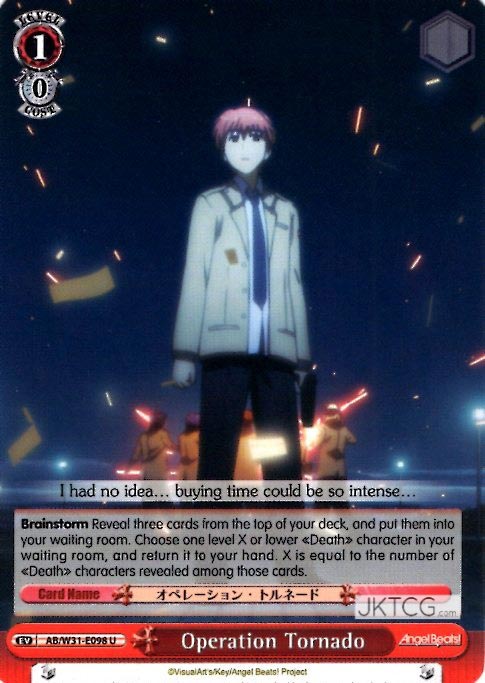 LEVEL
1
0
COST
I had no idea... buying time could be so intense...
Brainstorm Reveal three cards from the top of your deck, and put them into
your waiting room. Choose one level X or lower «Death» character in your
waiting room, and return it to your hand. X is equal to the number of
«Death» characters revealed among those cards.
Card Name オペレーション・トルネード
JKTCG.com
EV AB/W31-E098 U Operation Tornado Angel Beats!
©VisualArt's/Key/Angel Beats! Project